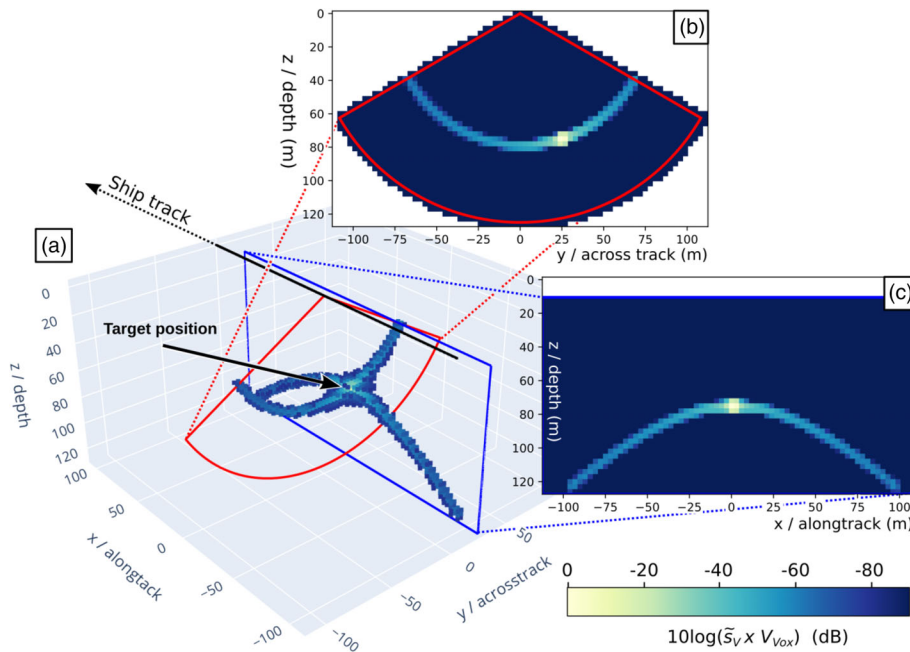 (b)
0
20
40
60
80
100
120
z / depth (m)
−100 −75 −50 −25 0 25 50 75 100
y / across track (m)
Ship track
(a)
Target position
0
20
40
60
80
100
120
z / depth
100
50
0
−50
−100
x / alongtack
50
0
−50
−100
y / acrosstrack
(c)
0
20
40
60
80
100
120
z / depth (m)
−100 −75 −50 −25 0 25 50 75 100
x / alongtrack (m)
0 -20 -40 -60 -80
10log(s̃_V x V_Vox) (dB)